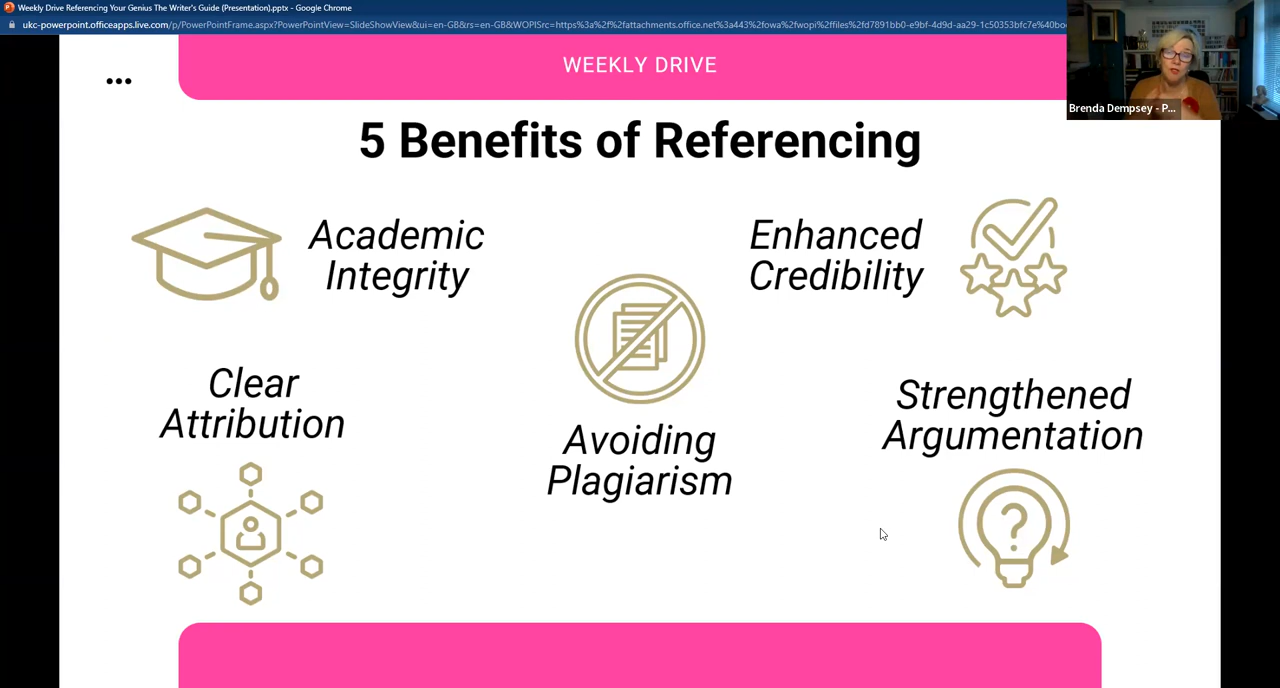 Weekly Drive Referencing Your Genius The Writer's Guide (Presentation).pptx - Google Chrome
ukc-powerpoint.officeapps.live.com/p/PowerPointFrame.aspx?PowerPointView=SlideShowView&ui=en-GB&rs=en-GB&WOPISrc=https%3a%2f%2fattachments.office.net%3a443%2fowa%2fwopi%2ffiles%2fd7891bb0-e9bf-4d9d-aa29-1c50353bfc7e%40boo
WEEKLY DRIVE
Brenda Dempsey - P...
5 Benefits of Referencing
Academic
Integrity
Enhanced
Credibility
Clear
Attribution
Avoiding
Plagiarism
Strengthened
Argumentation
?